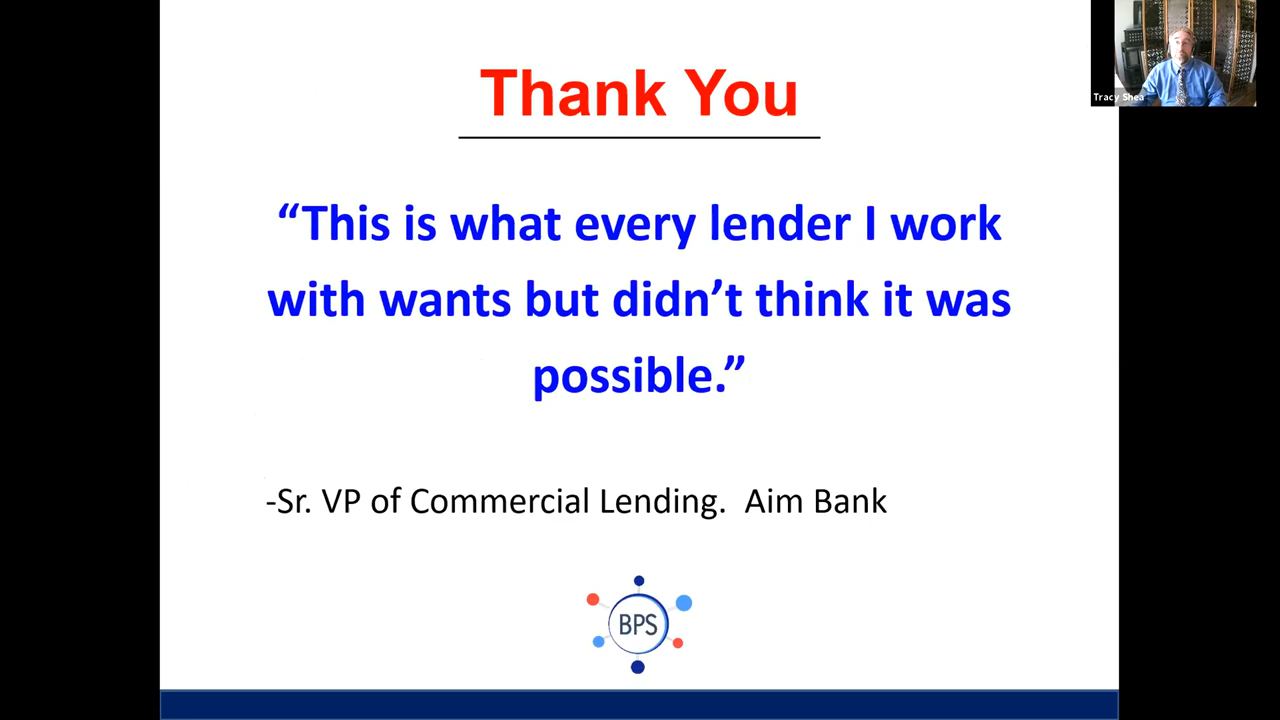 Thank You
“This is what every lender I work
with wants but didn’t think it was
possible.”
-Sr. VP of Commercial Lending.  Aim Bank
BPS
Tracy Shea